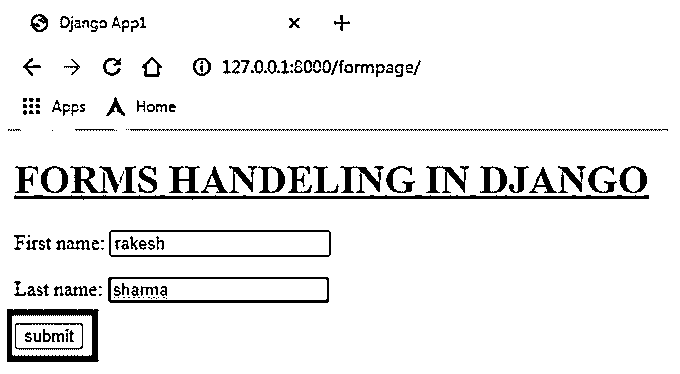 Django App1
127.0.0.1:8000/formpage/
Apps Home
FORMS HANDELING IN DJANGO
First name: rakesh
Last name: sharma
submit